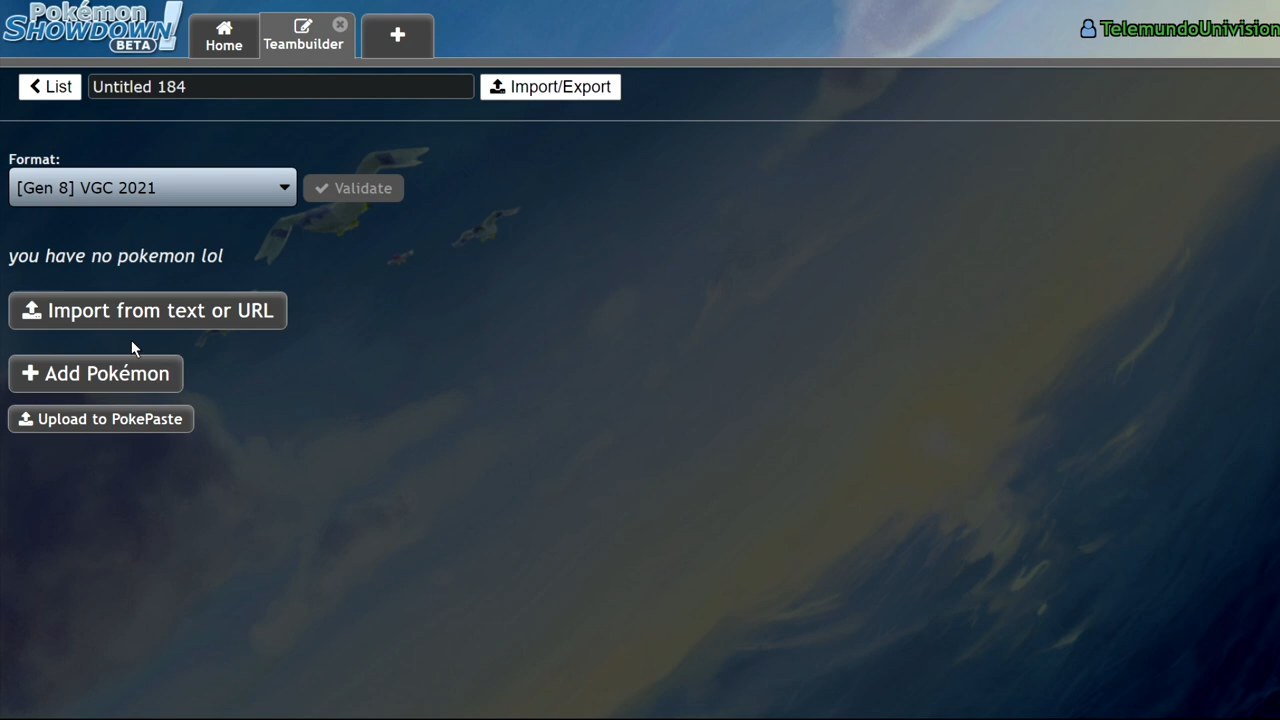 Pokémon
SHOWDOWN!
BETA
Home
Teambuilder
TelemundoUnivision
List
Untitled 184
Import/Export
Format:
[Gen 8] VGC 2021
Validate
you have no pokemon lol
Import from text or URL
Add Pokémon
Upload to PokePaste